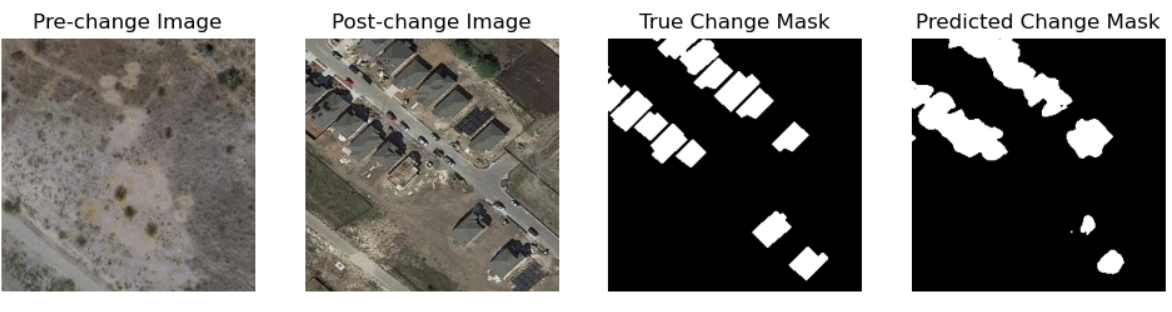 Pre-change Image
Post-change Image
True Change Mask
Predicted Change Mask